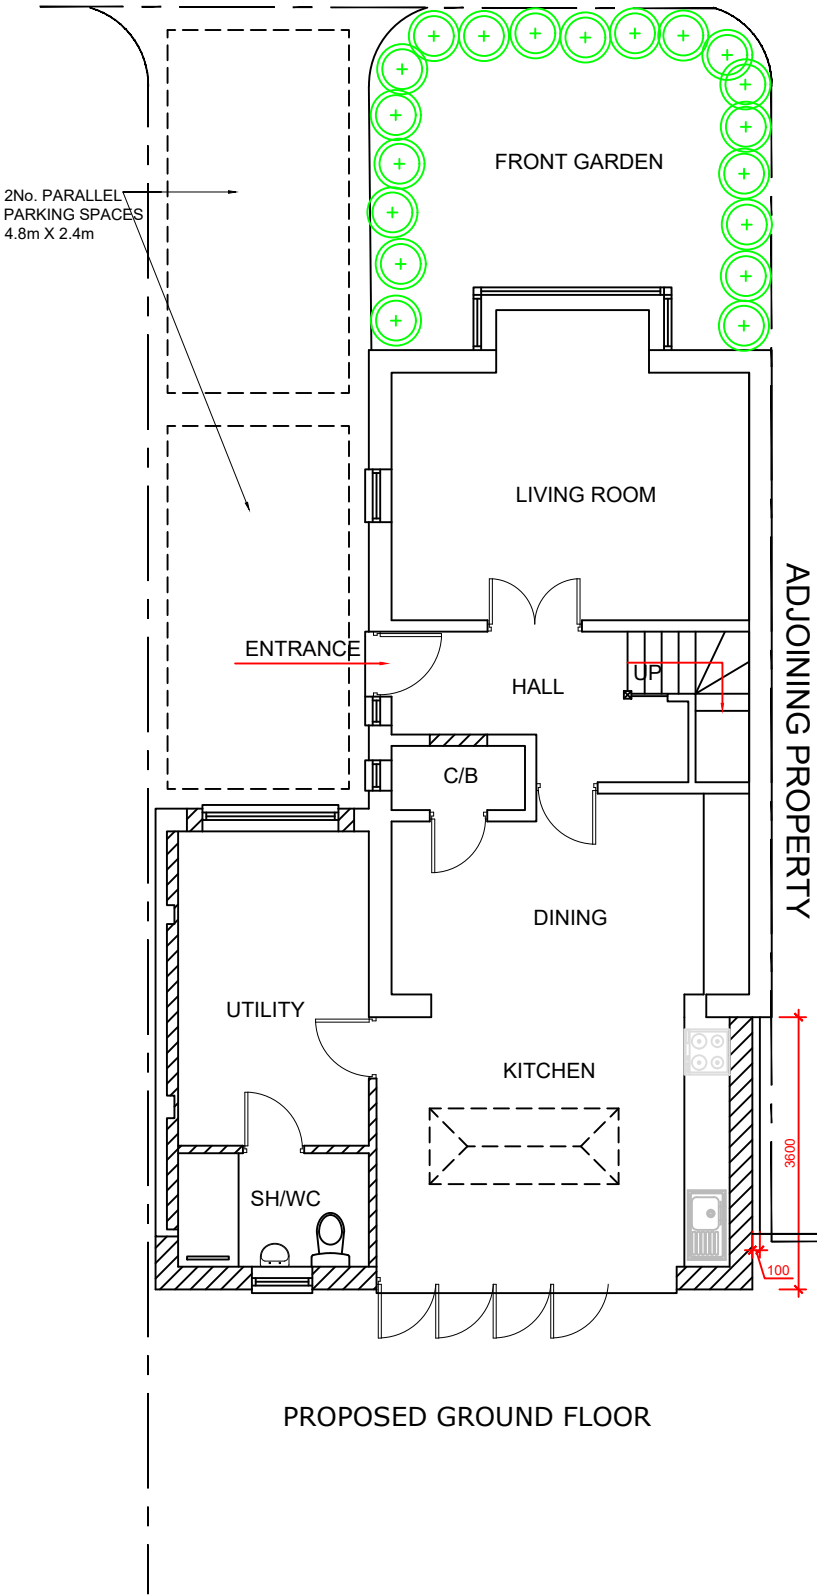 FRONT GARDEN
2No. PARALLEL
PARKING SPACES
4.8m X 2.4m
LIVING ROOM
ENTRANCE
HALL
UP
ADJOINING PROPERTY
C/B
DINING
UTILITY
KITCHEN
3600
SH/WC
100
PROPOSED GROUND FLOOR